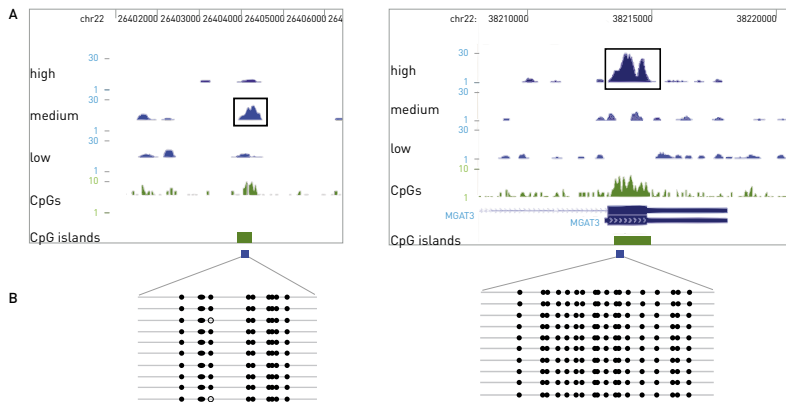 A
chr22 26402000 26403000 26404000 26405000 26406000 264
30
high
1
30
medium
1
30
low
1
10
CpGs
1
CpG islands
chr22: 38210000 38215000 38220000
30
high
1
30
medium
1
30
low
1
10
CpGs
1
MGAT3
MGAT3
CpG islands
B